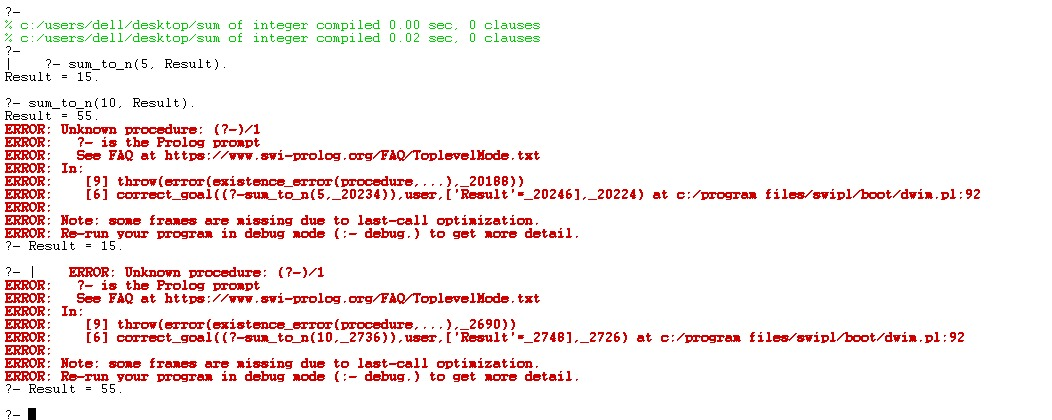 ?-
% c:/users/dell/desktop/sum of integer compiled 0.00 sec, 0 clauses
% c:/users/dell/desktop/sum of integer compiled 0.02 sec, 0 clauses
?-
|    ?- sum_to_n(5, Result).
Result = 15.
?- sum_to_n(10, Result).
Result = 55.
ERROR: Unknown procedure: (?-)/1
ERROR:   ?- is the Prolog prompt
ERROR:   See FAQ at https://www.swi-prolog.org/FAQ/ToplevelMode.txt
ERROR: In:
ERROR:    [9] throw(error(existence_error(procedure,...),_20188))
ERROR:    [6] correct_goal((?-sum_to_n(5,_20234)),user,['Result'=_20246],_20224) at c:/program files/swipl/boot/dwim.pl:92
ERROR:
ERROR: Note: some frames are missing due to last-call optimization.
ERROR: Re-run your program in debug mode (:- debug.) to get more detail.
?- Result = 15.
?- |    ERROR: Unknown procedure: (?-)/1
ERROR:   ?- is the Prolog prompt
ERROR:   See FAQ at https://www.swi-prolog.org/FAQ/ToplevelMode.txt
ERROR: In:
ERROR:    [9] throw(error(existence_error(procedure,...),_2690))
ERROR:    [6] correct_goal((?-sum_to_n(10,_2736)),user,['Result'=_2748],_2726) at c:/program files/swipl/boot/dwim.pl:92
ERROR:
ERROR: Note: some frames are missing due to last-call optimization.
ERROR: Re-run your program in debug mode (:- debug.) to get more detail.
?- Result = 55.
?-